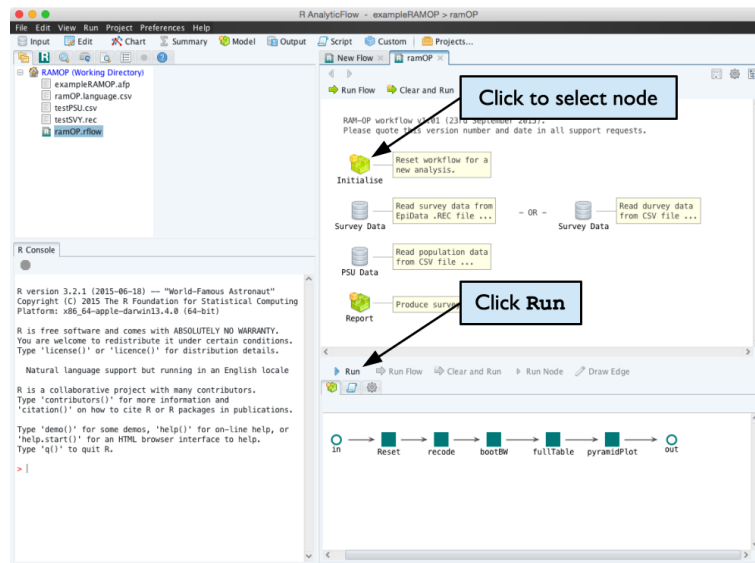 R AnalyticFlow - exampleRAMOP > ramOP
File Edit View Run Project Preferences Help
Input Edit Chart Summary Model Output Script Custom Projects...
RAMOP (Working Directory)
exampleRAMOP.afp
ramOP.language.csv
testPSU.csv
testSVY.rec
ramOP.rflow
New Flow ramOP
Run Flow Clear and Run
Click to select node
RAM-OP workflow v1.01 (23rd September 2015).
Please quote this version number and date in all support requests.
Initialise
Reset workflow for a
new analysis.
Survey Data
Read survey data from
EpiData .REC file ...
- OR -
Survey Data
Read durvey data
from CSV file ...
PSU Data
Read population data
from CSV file ...
Report
Produce surve
Click Run
Run Run Flow Clear and Run Run Node Draw Edge
in Reset recode bootBW fullTable pyramidPlot out
R Console
R version 3.2.1 (2015-06-18) -- "World-Famous Astronaut"
Copyright (C) 2015 The R Foundation for Statistical Computing
Platform: x86_64-apple-darwin13.4.0 (64-bit)
R is free software and comes with ABSOLUTELY NO WARRANTY.
You are welcome to redistribute it under certain conditions.
Type 'license()' or 'licence()' for distribution details.
Natural language support but running in an English locale
R is a collaborative project with many contributors.
Type 'contributors()' for more information and
'citation()' on how to cite R or R packages in publications.
Type 'demo()' for some demos, 'help()' for on-line help, or
'help.start()' for an HTML browser interface to help.
Type 'q()' to quit R.
>